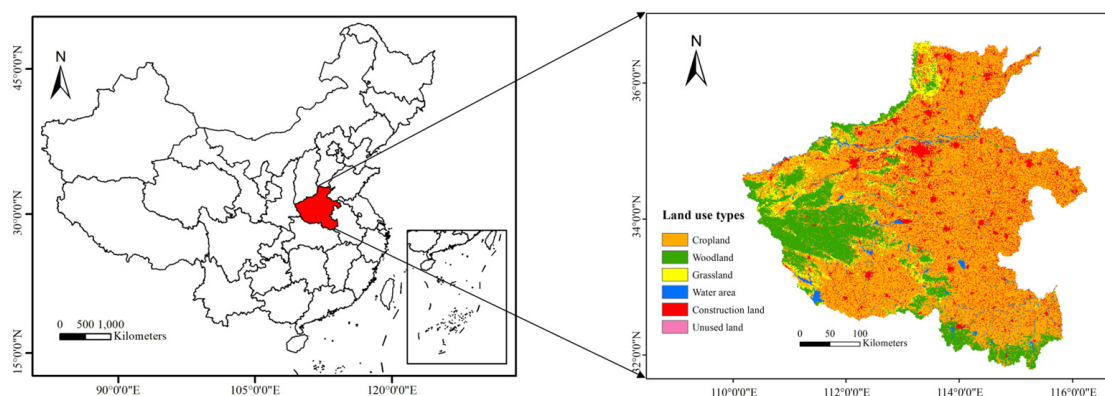 N
45°0'0"N
30°0'0"N
15°0'0"N
0 500 1,000
Kilometers
90°0'0"E
105°0'0"E
120°0'0"E
N
36°0'0"N
34°0'0"N
32°0'0"N
Land use types
Cropland
Woodland
Grassland
Water area
Construction land
Unused land
0 50 100
Kilometers
110°0'0"E
112°0'0"E
114°0'0"E
116°0'0"E